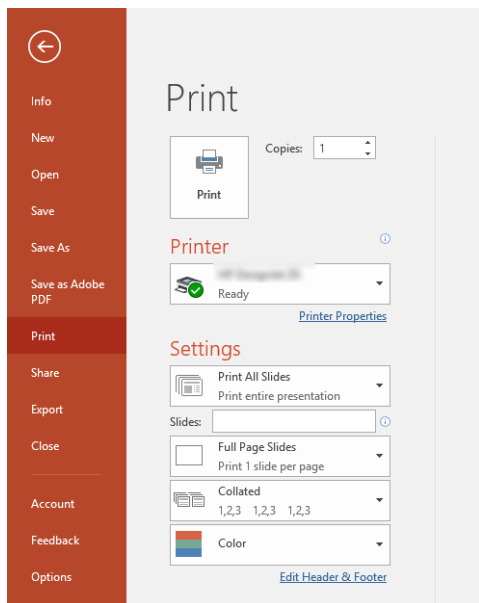 Info
New
Open
Save
Save As
Save as Adobe
PDF
Print
Share
Export
Close
Account
Feedback
Options
Print
Copies: 1
Print
Printer
Ready
Printer Properties
Settings
Print All Slides
Print entire presentation
Slides:
Full Page Slides
Print 1 slide per page
Collated
1,2,3 1,2,3 1,2,3
Color
Edit Header & Footer